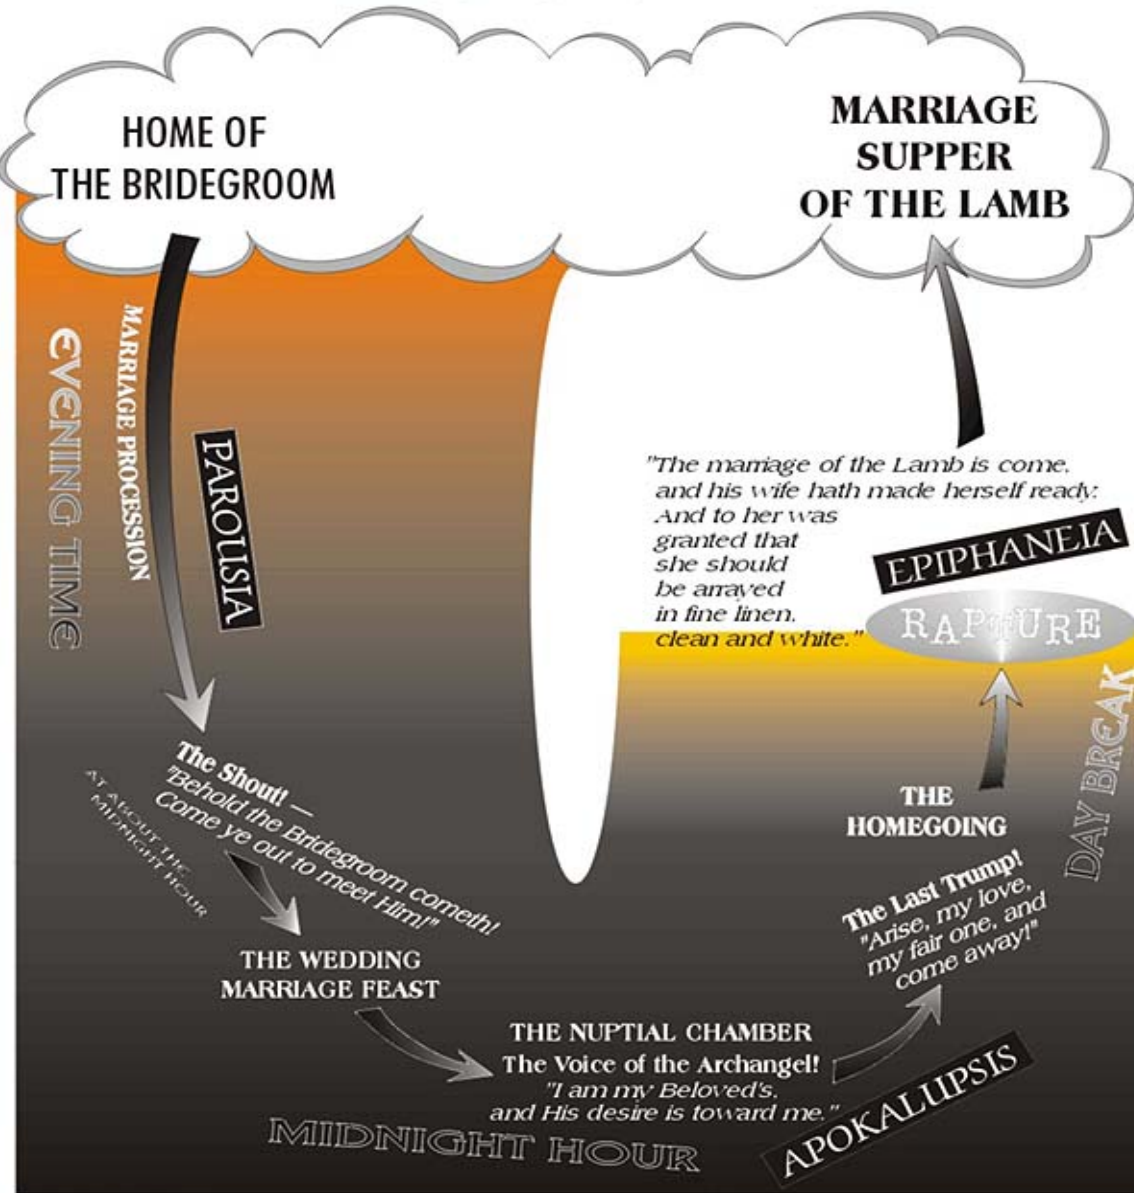 HOME OF
THE BRIDEGROOM
MARRIAGE
SUPPER
OF THE LAMB
EVENING TIME
MARRIAGE PROCESSION
PAROUSIA
The Shout! —
"Behold the Bridegroom cometh!
Come ye out to meet Him!"
AT ABOUT THE
MIDNIGHT HOUR
THE WEDDING
MARRIAGE FEAST
THE NUPTIAL CHAMBER
The Voice of the Archangel!
"I am my Beloved's,
and His desire is toward me."
MIDNIGHT HOUR
APOKALUPSIS
The Last Trump!
"Arise, my love,
my fair one, and
come away!"
THE
HOMEGOING
DAY BREAK
RAPTURE
EPIPHANEIA
"The marriage of the Lamb is come,
and his wife hath made herself ready:
And to her was
granted that
she should
be arrayed
in fine linen,
clean and white."